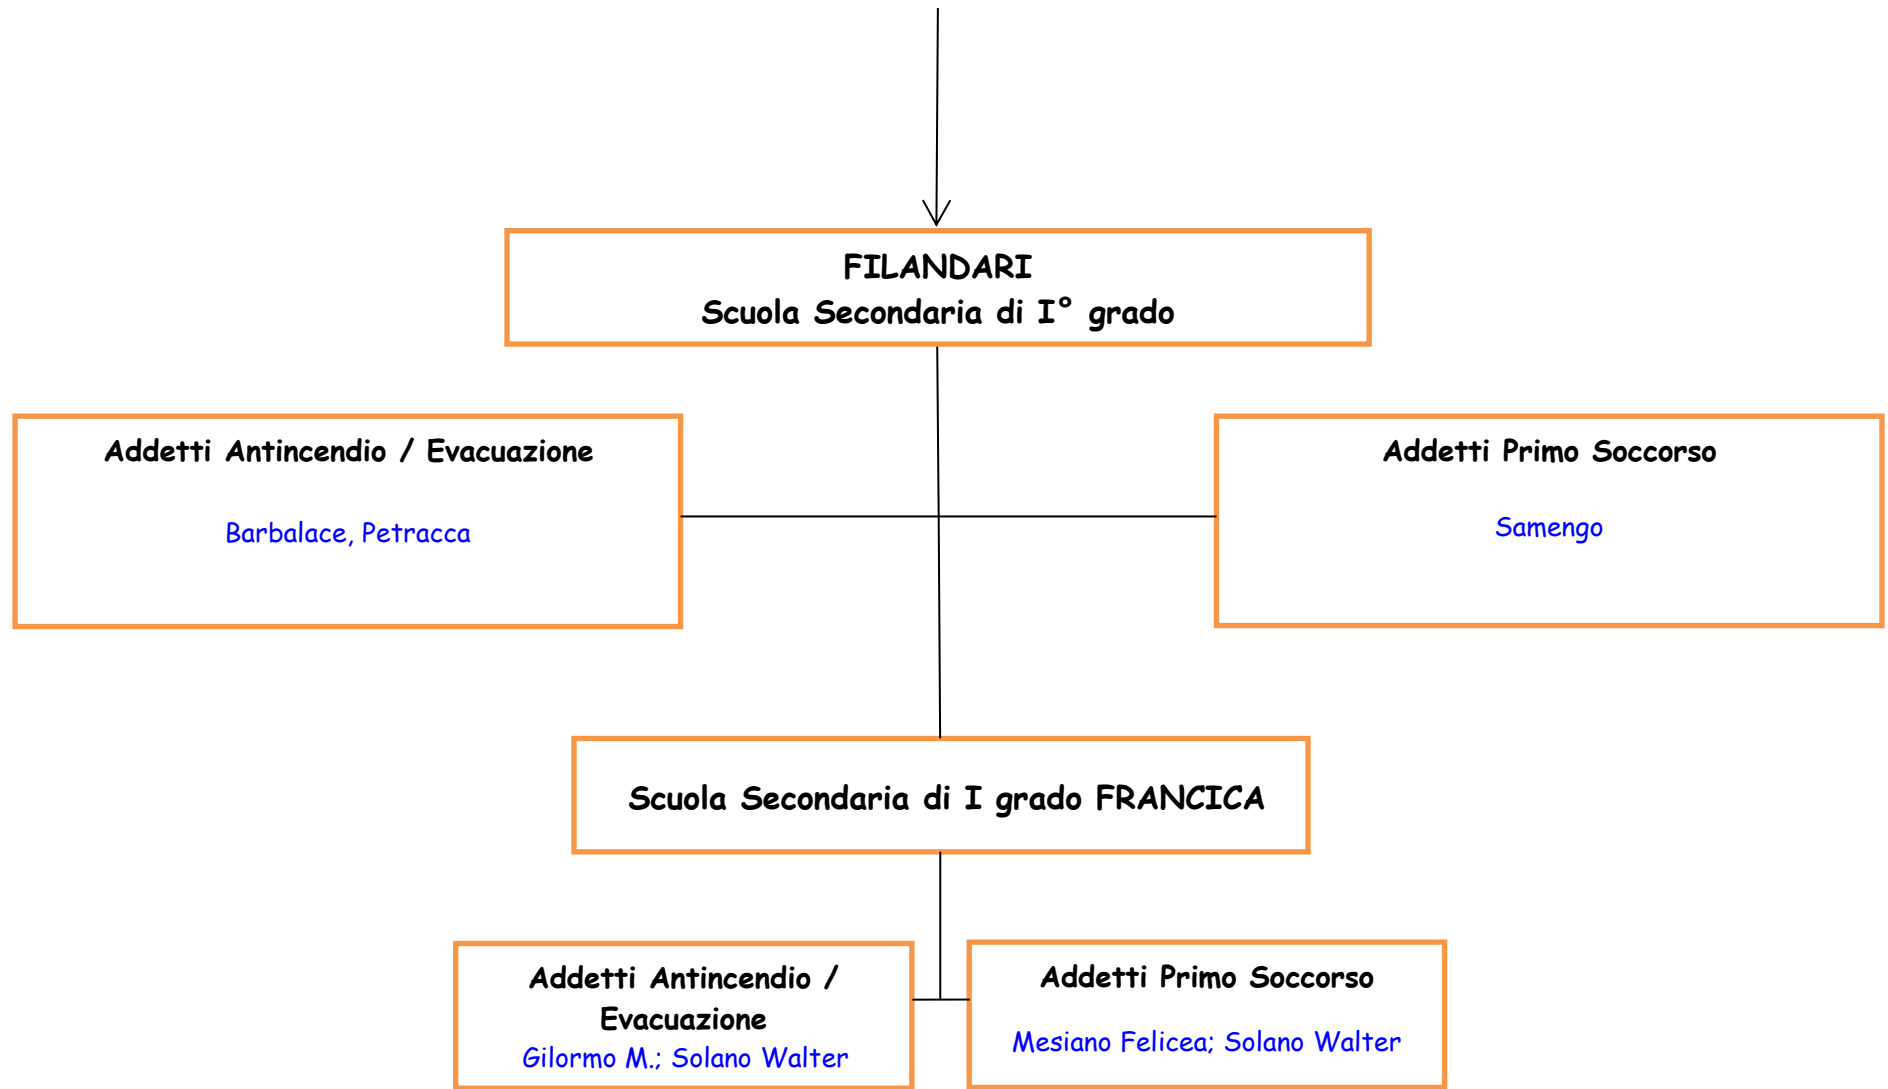 FILANDARI
Scuola Secondaria di I° grado
Addetti Antincendio / Evacuazione
Barbalace, Petracca
Addetti Primo Soccorso
Samengo
Scuola Secondaria di I grado FRANCICA
Addetti Antincendio /
Evacuazione
Gilormo M.; Solano Walter
Addetti Primo Soccorso
Mesiano Felicea; Solano Walter